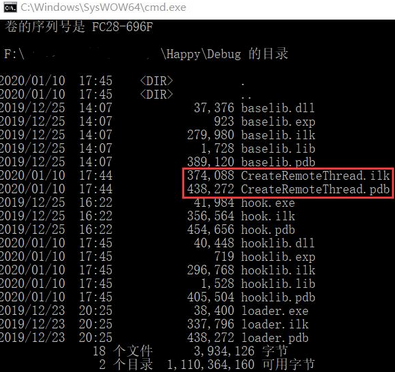 C:\Windows\SysWOW64\cmd.exe
卷的序列号是 FC28-696F
F:\ \Happy\Debug 的目录
2020/01/10 17:45 <DIR> .
2020/01/10 17:45 <DIR> ..
2019/12/25 14:07 37,376 baselib.dll
2019/12/25 14:07 923 baselib.exp
2019/12/25 14:07 279,980 baselib.ilk
2019/12/25 14:07 1,728 baselib.lib
2019/12/25 14:07 389,120 baselib.pdb
2020/01/10 17:44 374,088 CreateRemoteThread.ilk
2020/01/10 17:44 438,272 CreateRemoteThread.pdb
2019/12/25 16:22 41,984 hook.exe
2019/12/25 16:22 356,564 hook.ilk
2019/12/25 16:22 454,656 hook.pdb
2020/01/10 17:45 40,448 hooklib.dll
2020/01/10 17:45 719 hooklib.exp
2020/01/10 17:45 296,768 hooklib.ilk
2020/01/10 17:45 1,528 hooklib.lib
2020/01/10 17:45 405,504 hooklib.pdb
2019/12/23 20:25 38,400 loader.exe
2019/12/23 20:25 337,796 loader.ilk
2019/12/23 20:25 479,232 loader.pdb
18 个文件 3,934,126 字节
2 个目录 1,110,364,160 可用字节